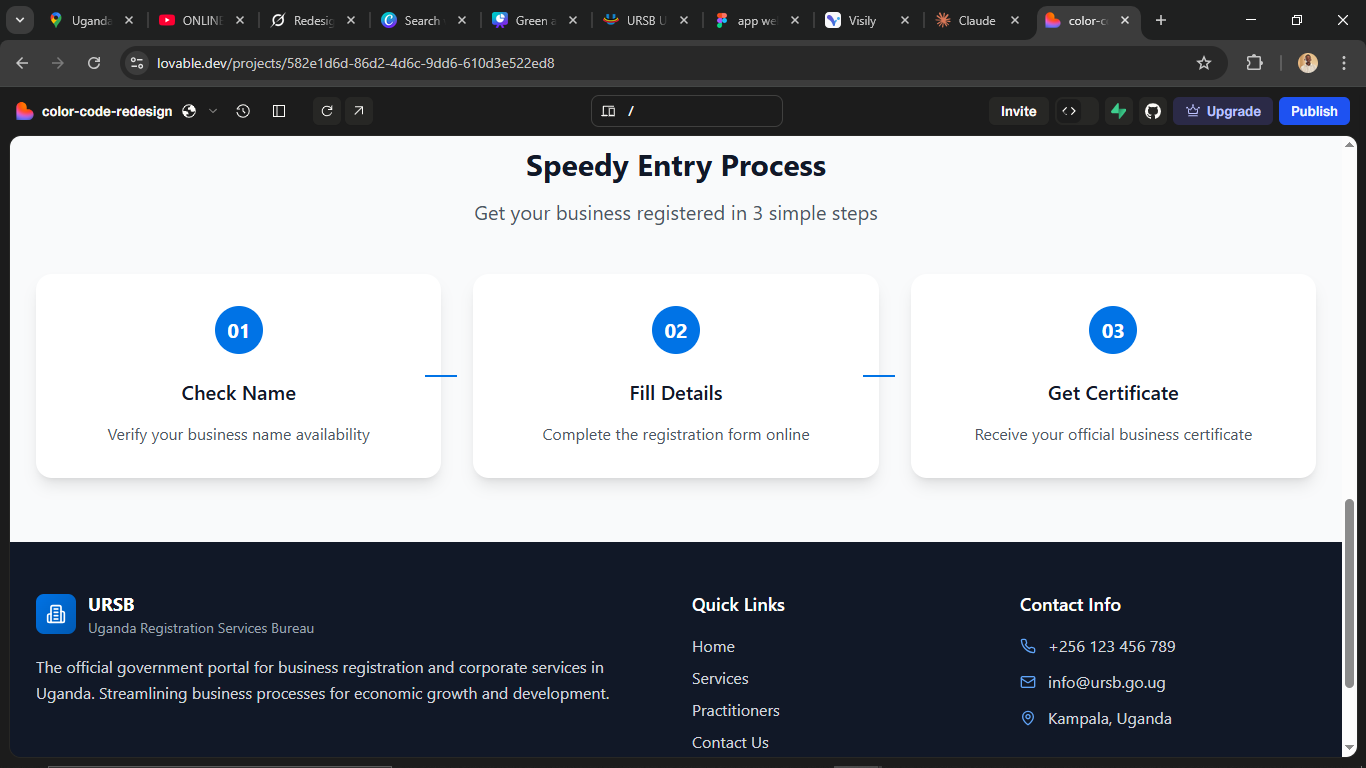 Uganda
ONLINE
Redesig
Search
Green a
URSB U
app we
Visily
Claude
color-c
lovable.dev/projects/582e1d6d-86d2-4d6c-9dd6-610d3e522ed8
color-code-redesign
/
Invite
Upgrade
Publish
Speedy Entry Process
Get your business registered in 3 simple steps
01
02
03
Check Name
Fill Details
Get Certificate
Verify your business name availability
Complete the registration form online
Receive your official business certificate
URSB
Uganda Registration Services Bureau
The official government portal for business registration and corporate services in
Uganda. Streamlining business processes for economic growth and development.
Quick Links
Home
Services
Practitioners
Contact Us
Contact Info
+256 123 456 789
info@ursb.go.ug
Kampala, Uganda